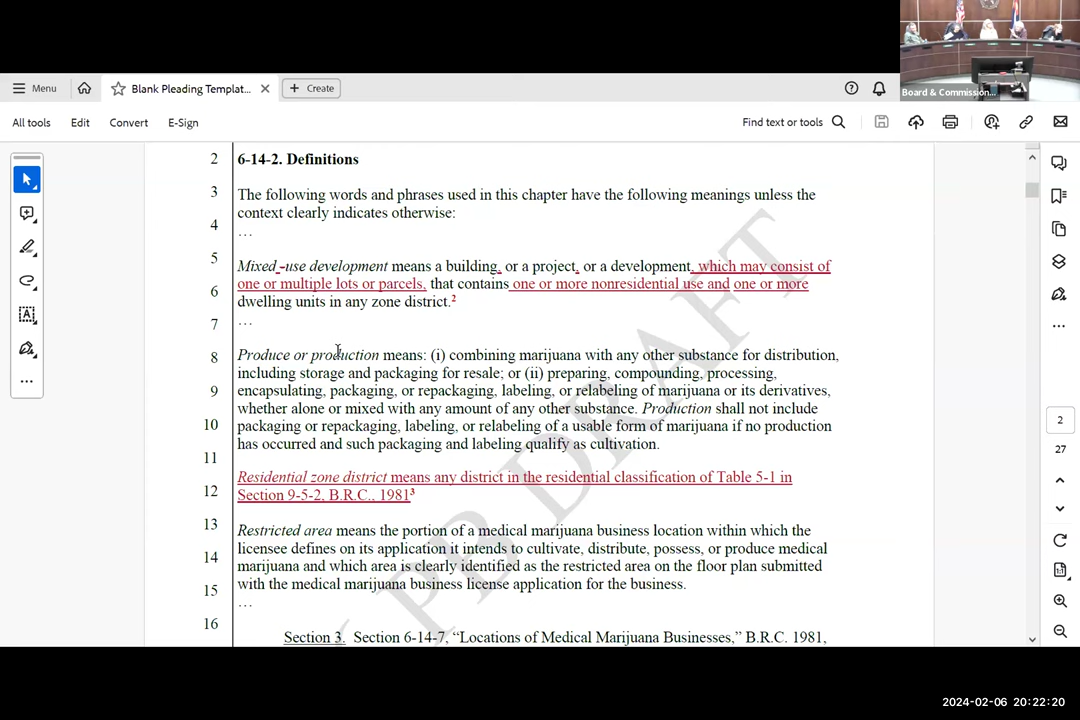 Board & Commission...
Menu
Blank Pleading Templat...
Create
All tools
Edit
Convert
E-Sign
Find text or tools
2 6-14-2. Definitions
3 The following words and phrases used in this chapter have the following meanings unless the
4 context clearly indicates otherwise:
…
5 Mixed -use development means a building, or a project, or a development, which may consist of
6 one or multiple lots or parcels, that contains one or more nonresidential use and one or more
dwelling units in any zone district.2
7 …
8 Produce or production means: (i) combining marijuana with any other substance for distribution,
including storage and packaging for resale; or (ii) preparing, compounding, processing,
9 encapsulating, packaging, or repackaging, labeling, or relabeling of marijuana or its derivatives,
whether alone or mixed with any amount of any other substance. Production shall not include
10 packaging or repackaging, labeling, or relabeling of a usable form of marijuana if no production
has occurred and such packaging and labeling qualify as cultivation.
11
Residential zone district means any district in the residential classification of Table 5-1 in
12 Section 9-5-2, B.R.C., 19813
13 Restricted area means the portion of a medical marijuana business location within which the
14 licensee defines on its application it intends to cultivate, distribute, possess, or produce medical
marijuana and which area is clearly identified as the restricted area on the floor plan submitted
15 with the medical marijuana business license application for the business.
…
16 Section 3. Section 6-14-7, “Locations of Medical Marijuana Businesses,” B.R.C. 1981,
PB DRAFT
2
27
2024-02-06 20:22:20